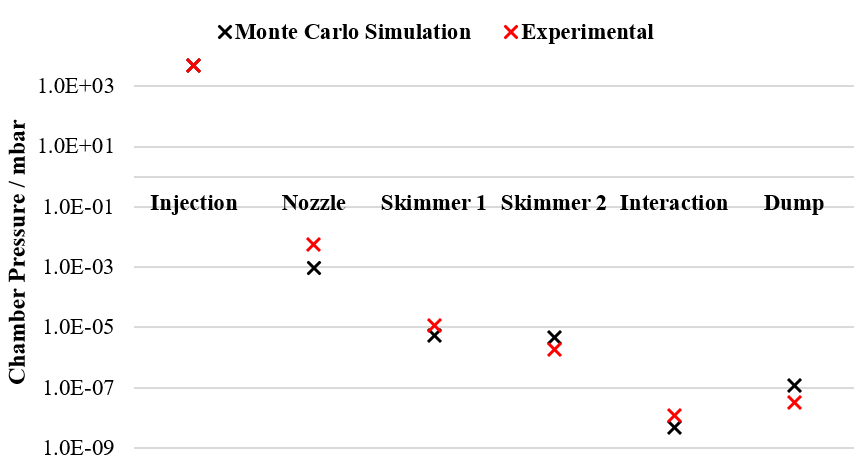 Monte Carlo Simulation Experimental
1.0E+03
1.0E+01
Injection Nozzle Skimmer 1 Skimmer 2 Interaction Dump
1.0E-01
1.0E-03
1.0E-05
1.0E-07
1.0E-09
Chamber Pressure / mbar